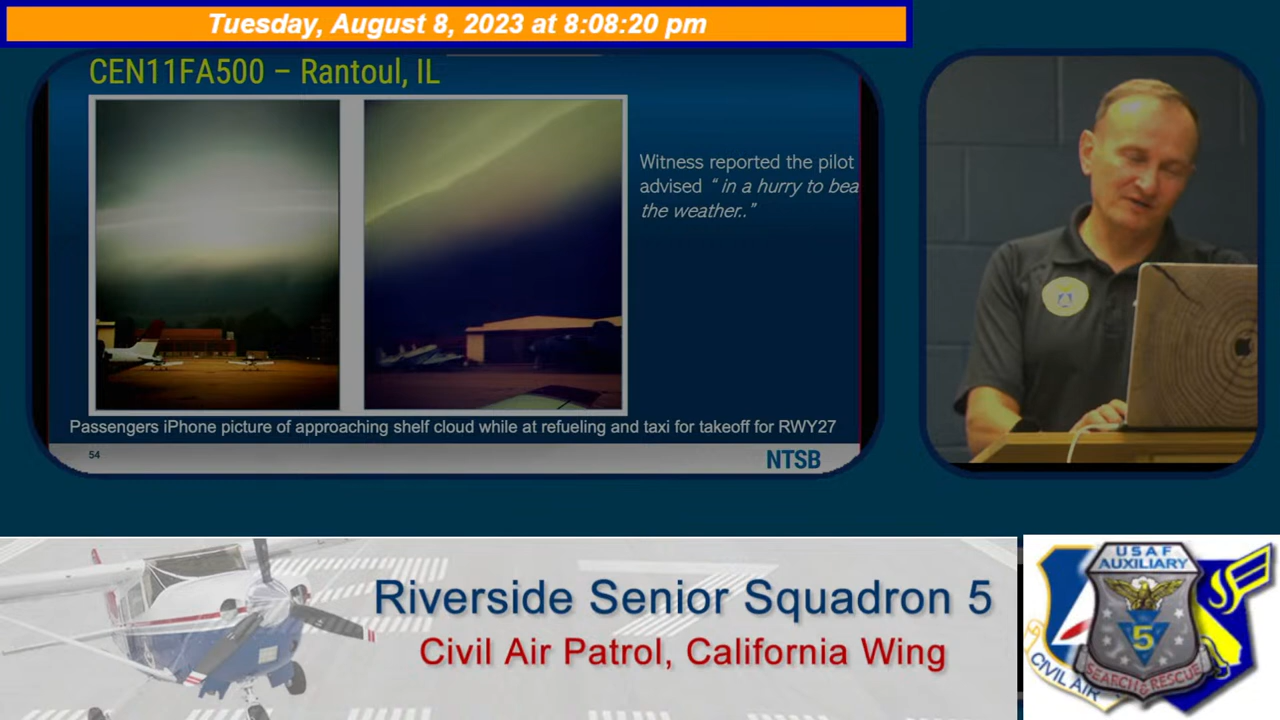 Tuesday, August 8, 2023 at 8:08:20 pm
CEN11FA500 – Rantoul, IL
Witness reported the pilot
advised “ in a hurry to bea
the weather..”
Passengers iPhone picture of approaching shelf cloud while at refueling and taxi for takeoff for RWY27
54
NTSB
Riverside Senior Squadron 5
Civil Air Patrol, California Wing
USAF
AUXILIARY
5
SEARCH & RESCUE
CIVIL AIR